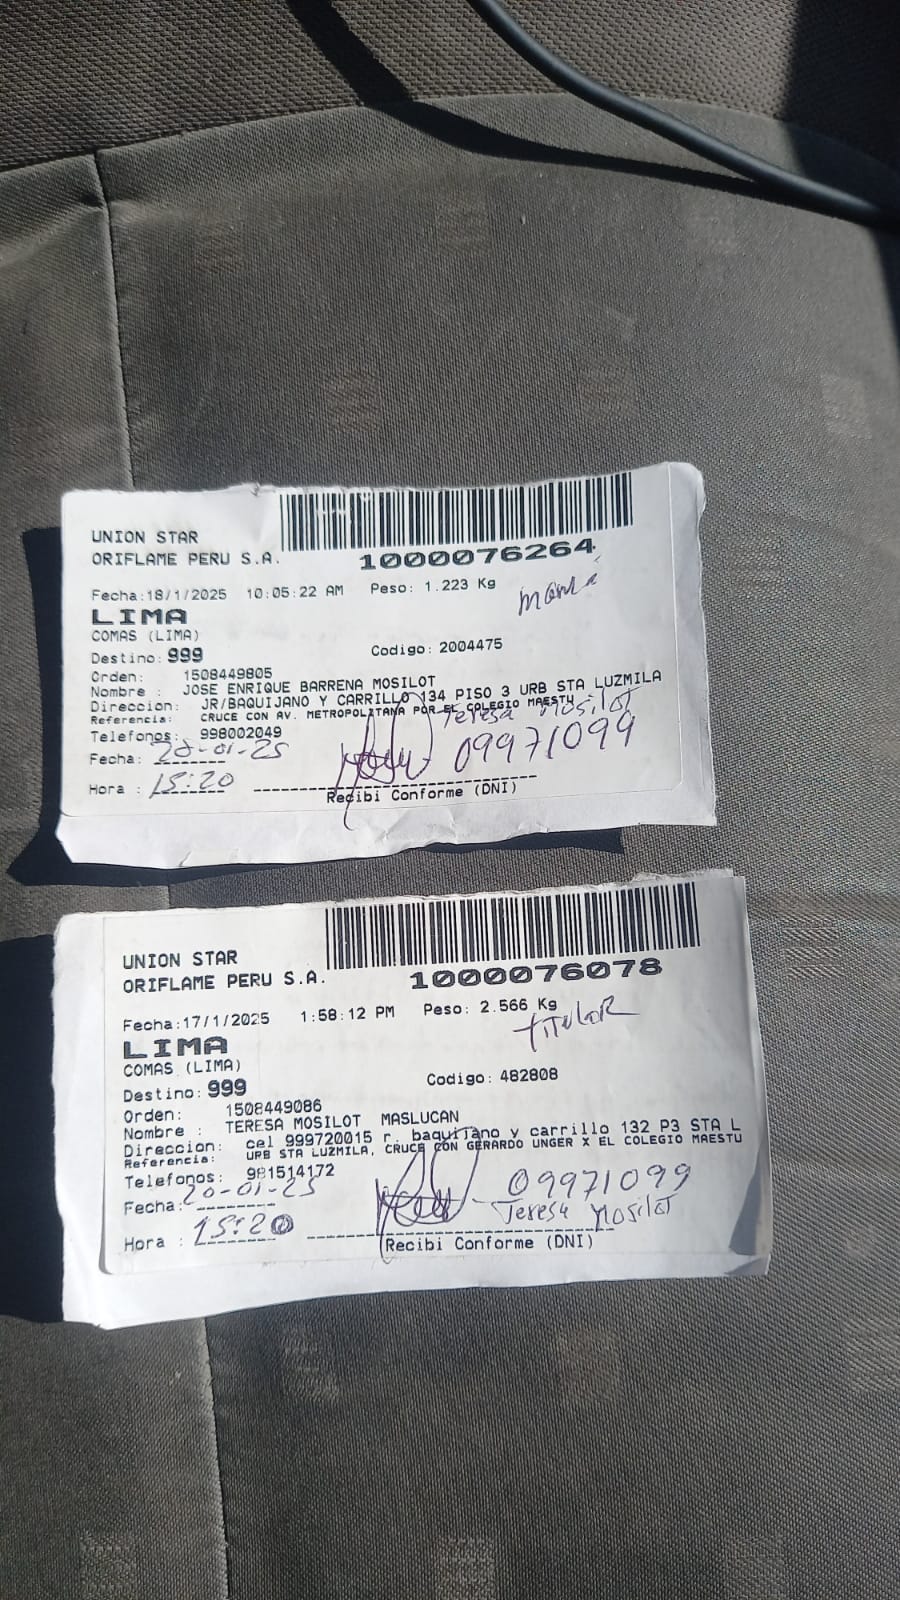 UNION STAR
ORIFLAME PERU S.A.
1000076264
Fecha:18/1/2025 10:05:22 AM Peso: 1.223 Kg
mamá
LIMA
COMAS (LIMA)
Destino: 999 Codigo: 2004475
Orden: 1508449805
Nombre : JOSE ENRIQUE BARRENA MOSILOT
Direccion: JR/BAQUIJANO Y CARRILLO 134 PISO 3 URB STA LUZMILA
Referencia: CRUCE CON AV. METROPOLITANA POR EL COLEGIO MAESTU
Teresa Mosilot
Telefonos: 998002049
Fecha: 20-01-25 09971099
Hora : 15:20
Recibi Conforme (DNI)
UNION STAR
ORIFLAME PERU S.A.
1000076078
Fecha:17/1/2025 1:58:12 PM Peso: 2.566 Kg
TITULAR
LIMA
COMAS (LIMA)
Destino: 999 Codigo: 482808
Orden: 1508449086
Nombre : TERESA MOSILOT MASLUCAN
Direccion: cel 999720015 r. baquijano y carrillo 132 P3 STA L
Referencia: URB STA LUZMILA, CRUCE CON GERARDO UNGER X EL COLEGIO MAESTU
Telefonos: 981514172
Fecha: 20-01-25 09971099
Teresa Mosilot
Hora : 15:20
Recibi Conforme (DNI)